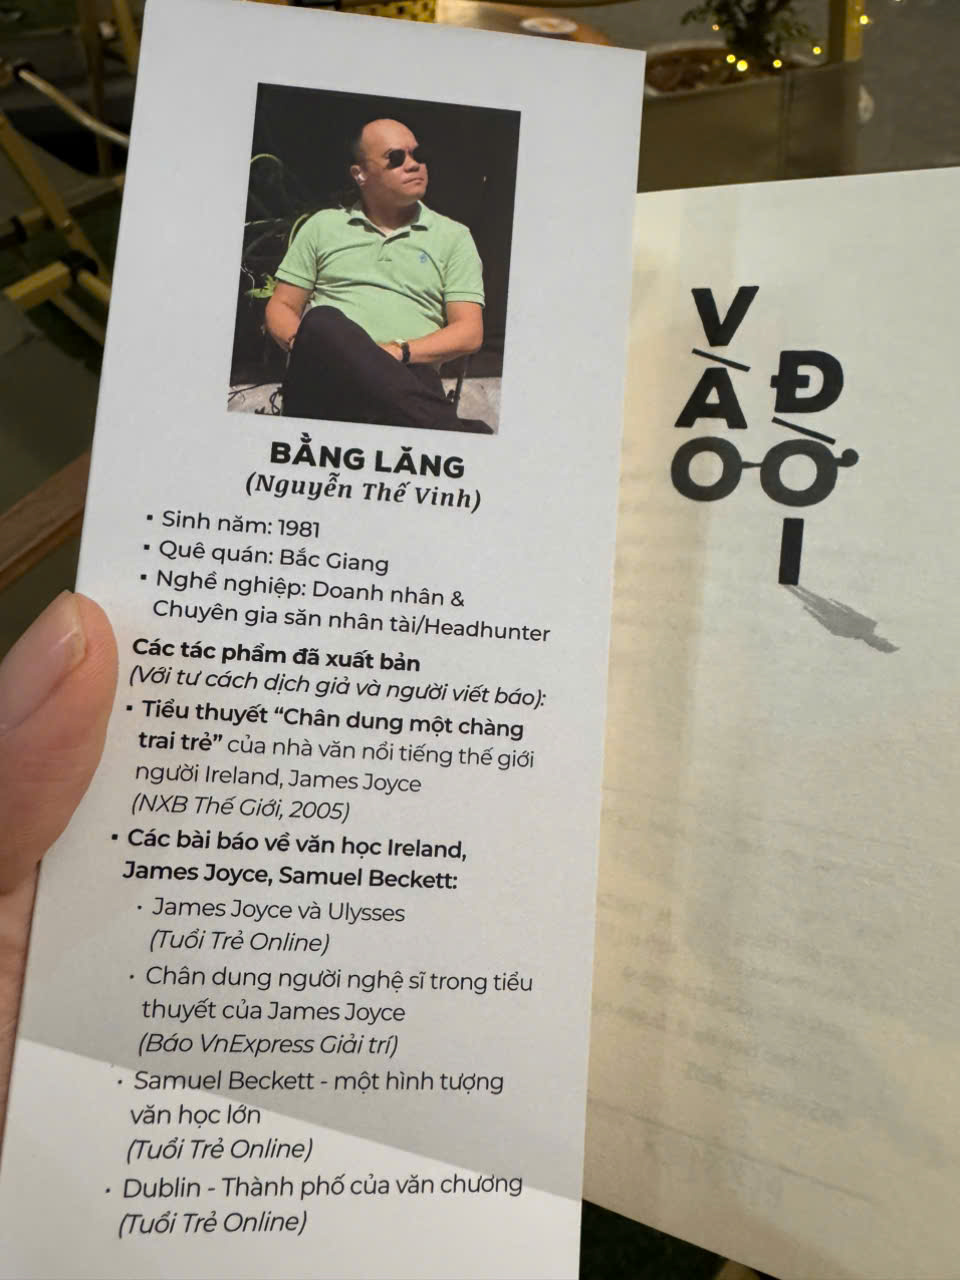 BẰNG LĂNG
(Nguyễn Thế Vinh)
▪ Sinh năm: 1981
▪ Quê quán: Bắc Giang
▪ Nghề nghiệp: Doanh nhân &
Chuyên gia săn nhân tài/Headhunter
Các tác phẩm đã xuất bản
(Với tư cách dịch giả và người viết báo):
▪ Tiểu thuyết “Chân dung một chàng
trai trẻ” của nhà văn nổi tiếng thế giới
người Ireland, James Joyce
(NXB Thế Giới, 2005)
▪ Các bài báo về văn học Ireland,
James Joyce, Samuel Beckett:
• James Joyce và Ulysses
(Tuổi Trẻ Online)
• Chân dung người nghệ sĩ trong tiểu
thuyết của James Joyce
(Báo VnExpress Giải trí)
• Samuel Beckett - một hình tượng
văn học lớn
(Tuổi Trẻ Online)
• Dublin - Thành phố của văn chương
(Tuổi Trẻ Online)
VÀO
ĐỜI